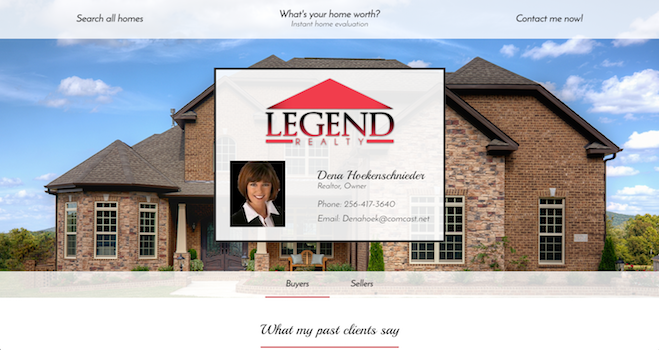 Search all homes
What's your home worth?
Instant home evaluation
Contact me now!
LEGEND
REALTY
Dena Hoekenschnieder
Realtor, Owner
Phone: 256-417-3640
Email: Denahoek@comcast.net
Buyers
Sellers
What my past clients say